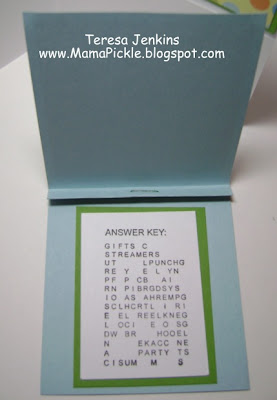 Teresa Jenkins
www.MamaPickle.blogspot.com
ANSWER KEY:
GIFTS C
STREAMERS
UT LPUNCHG
RE Y E L YN
PF P CB AI
RN PIBRGDSYS
IO AS AHREMPG
SCLHCRTL I RI
E EL REELKNEG
L OCI E O SG
DW BR HOOEL
N EKACC NE
A PARTY TS
CISUM M S